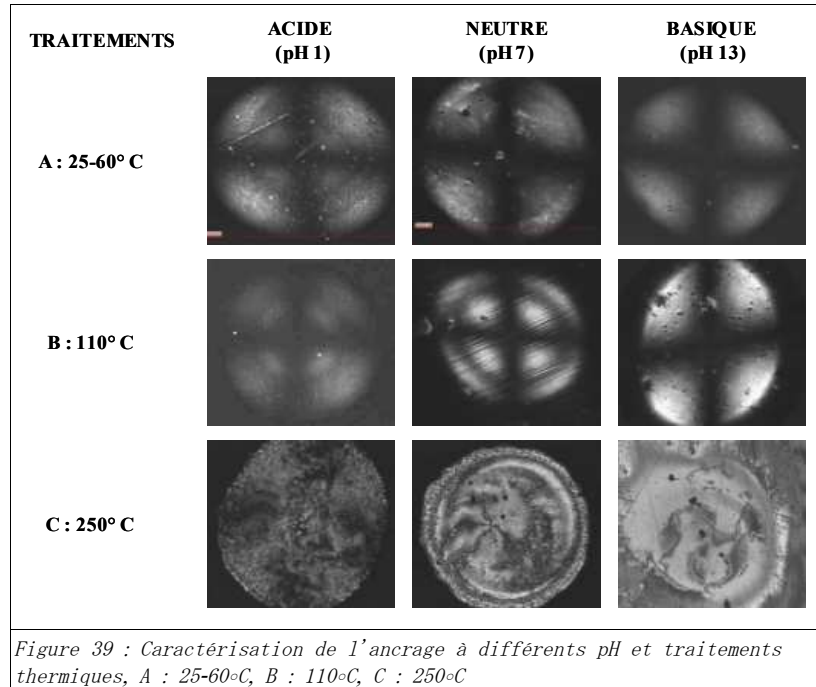 TRAITEMENTS
ACIDE
(pH 1)
NEUTRE
(pH 7)
BASIQUE
(pH 13)
A : 25-60° C
B : 110° C
C : 250° C
Figure 39 : Caractérisation de l'ancrage à différents pH et traitements
thermiques, A : 25-60∘C, B : 110∘C, C : 250∘C